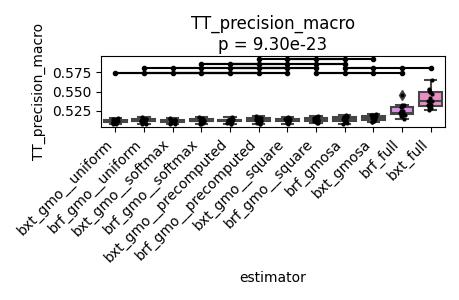 TT_precision_macro
p = 9.30e-23
TT_precision_macro
0.575
0.550
0.525
bxt_gmo__uniform
brf_gmo__uniform
bxt_gmo__softmax
brf_gmo__softmax
bxt_gmo__precomputed
brf_gmo__precomputed
bxt_gmo__square
brf_gmo__square
brf_gmosa
bxt_gmosa
brf_full
bxt_full
estimator